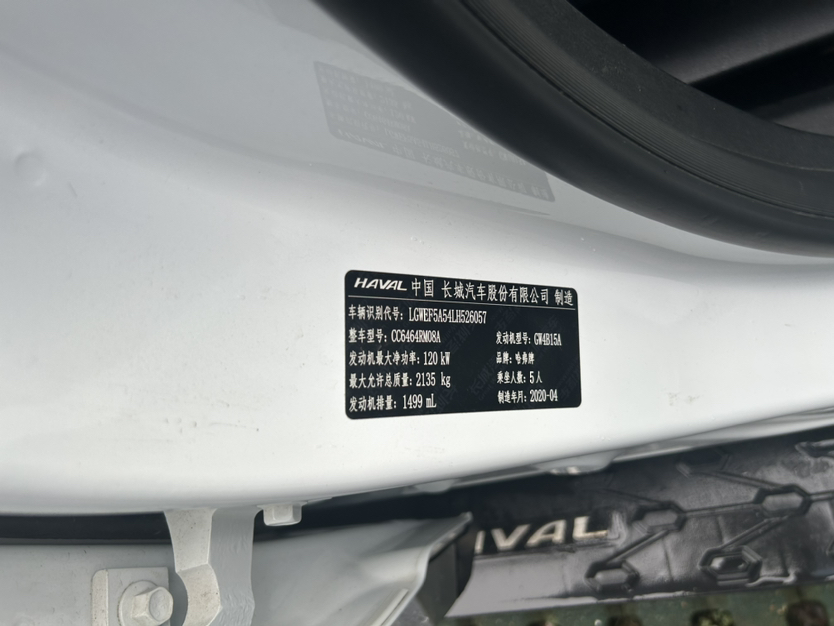 HAVAL 中国 长城汽车股份有限公司 制造
车辆识别代号: LGWEF5A54LH526057
整车型号: CC6464RM08A 发动机型号: GW4B15A
发动机最大净功率: 120 kW 品牌: 哈弗牌
最大允许总质量: 2135 kg 乘坐人数: 5 人
发动机排量: 1499 mL 制造年月: 2020-04
HAVAL